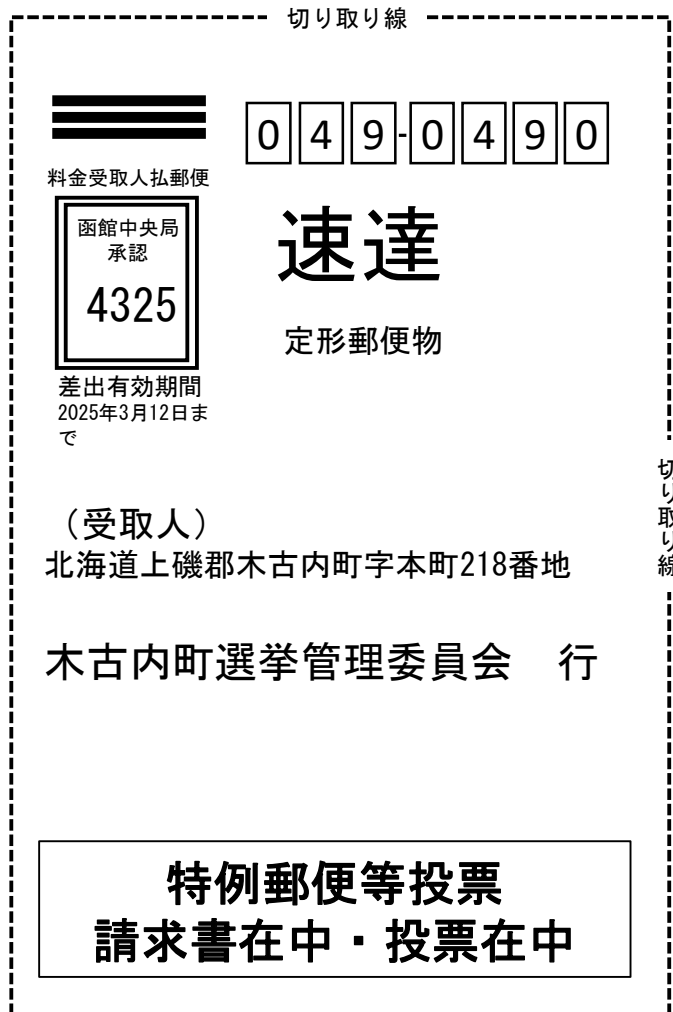 切り取り線
049-0490
料金受取人払郵便
函館中央局
承認
4325
速達
定形郵便物
差出有効期間
2025年3月12日ま
で
切り取り線
（受取人）
北海道上磯郡木古内町字本町218番地
木古内町選挙管理委員会　行
特例郵便等投票
請求書在中・投票在中